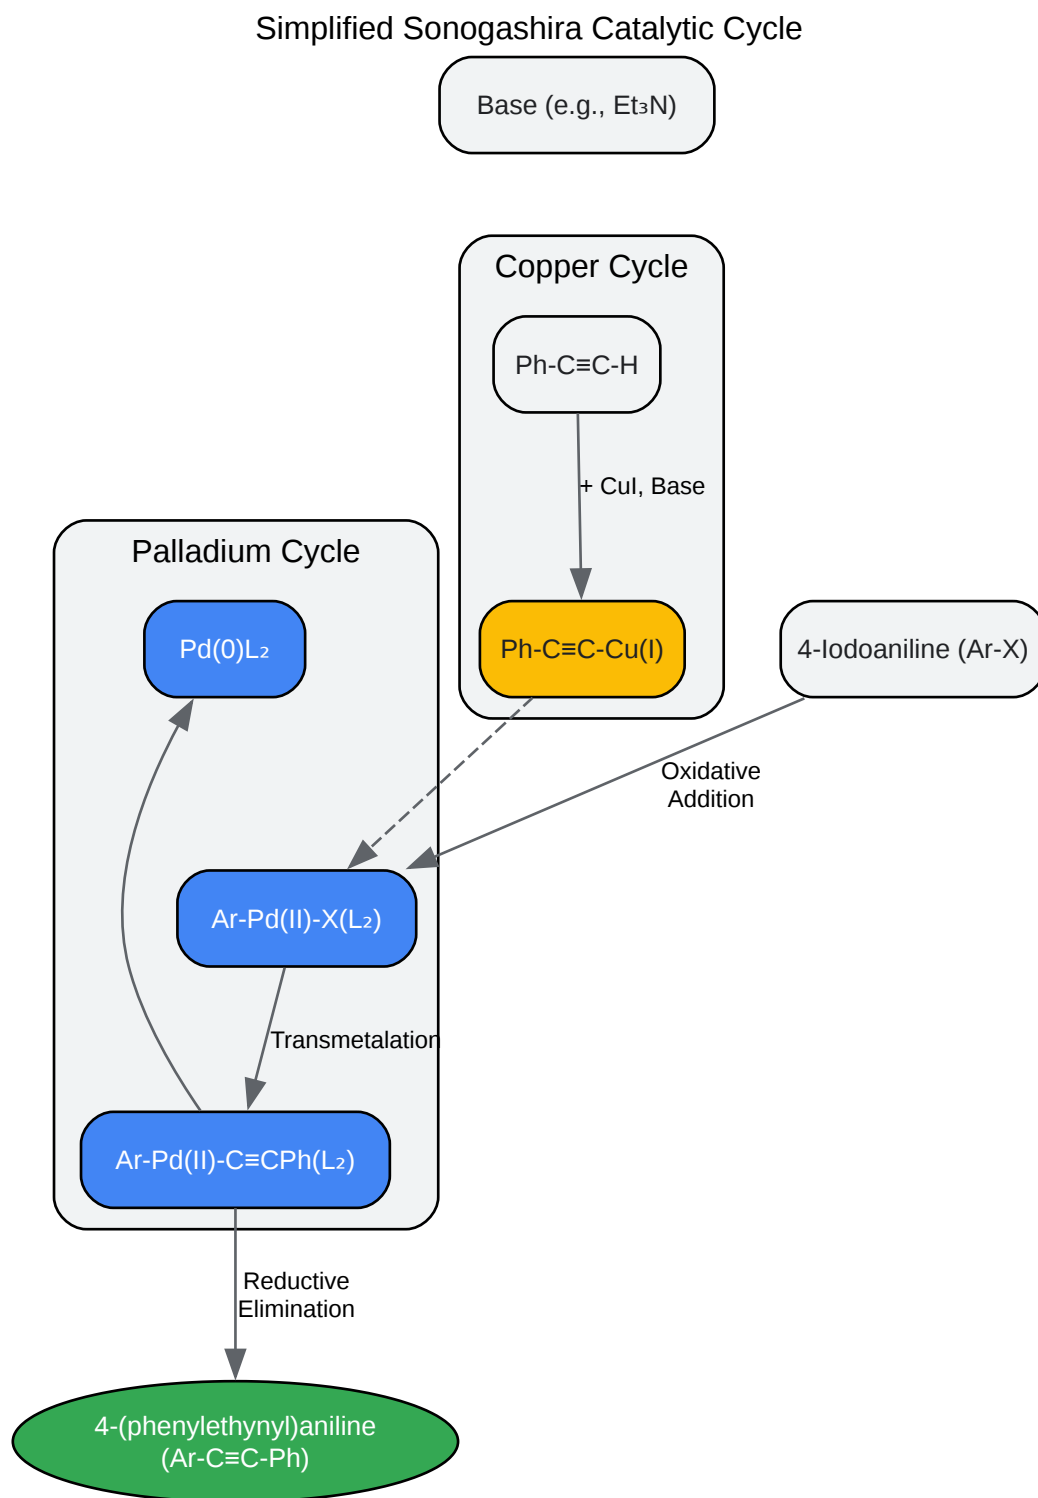 Simplified Sonogashira Catalytic Cycle
Base (e.g., Et₃N)
Copper Cycle
Ph-C≡C-H
+ CuI, Base
Palladium Cycle
Pd(0)L₂
Ph-C≡C-Cu(I)
4-Iodoaniline (Ar-X)
Oxidative
Addition
Ar-Pd(II)-X(L₂)
Transmetalation
Ar-Pd(II)-C≡CPh(L₂)
Reductive
Elimination
4-(phenylethynyl)aniline
(Ar-C≡C-Ph)